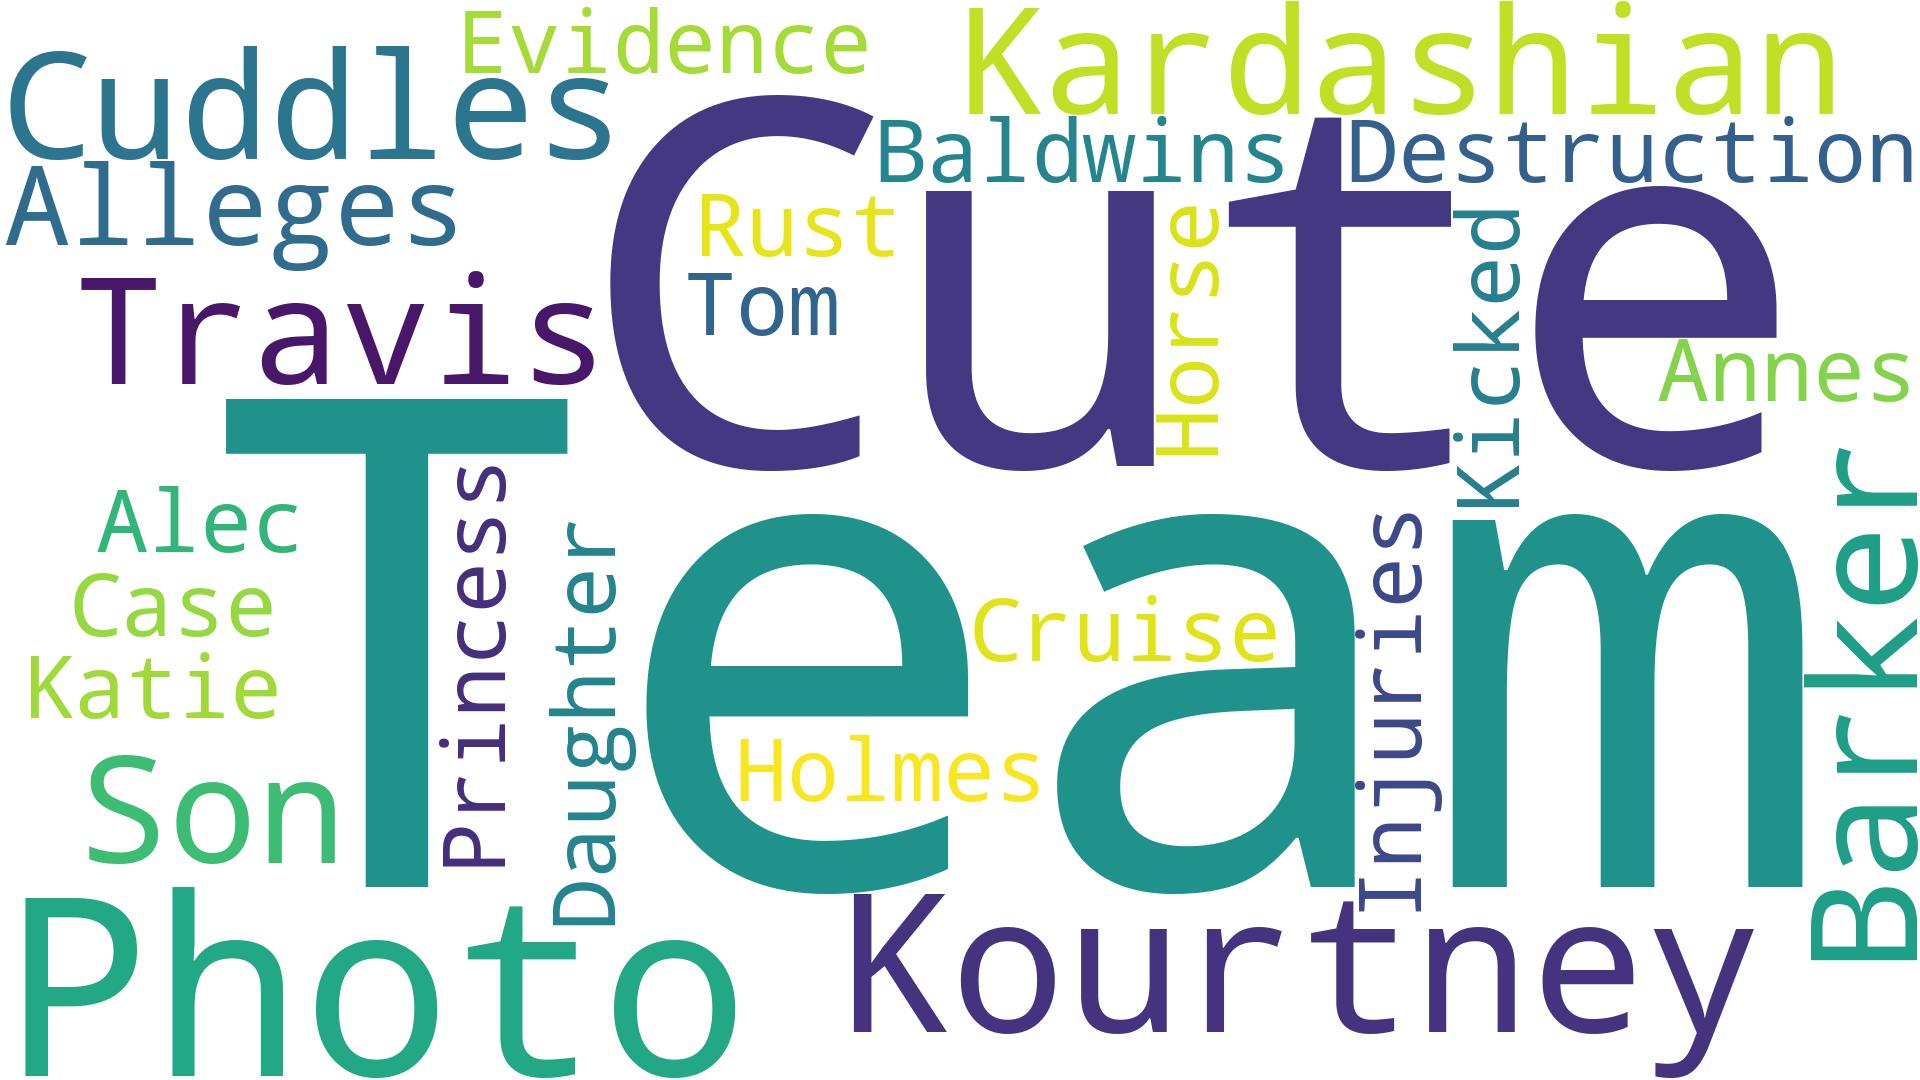 Evidence
Kardashian
Cuddles
Baldwins
Destruction
Alleges
Cute
Rust
Horse
Kicked
Travis
Tom
Annes
Team
Princess
Alec
Daughter
Injuries
Barker
Case
Cruise
Katie
Holmes
Son
Photo
Kourtney